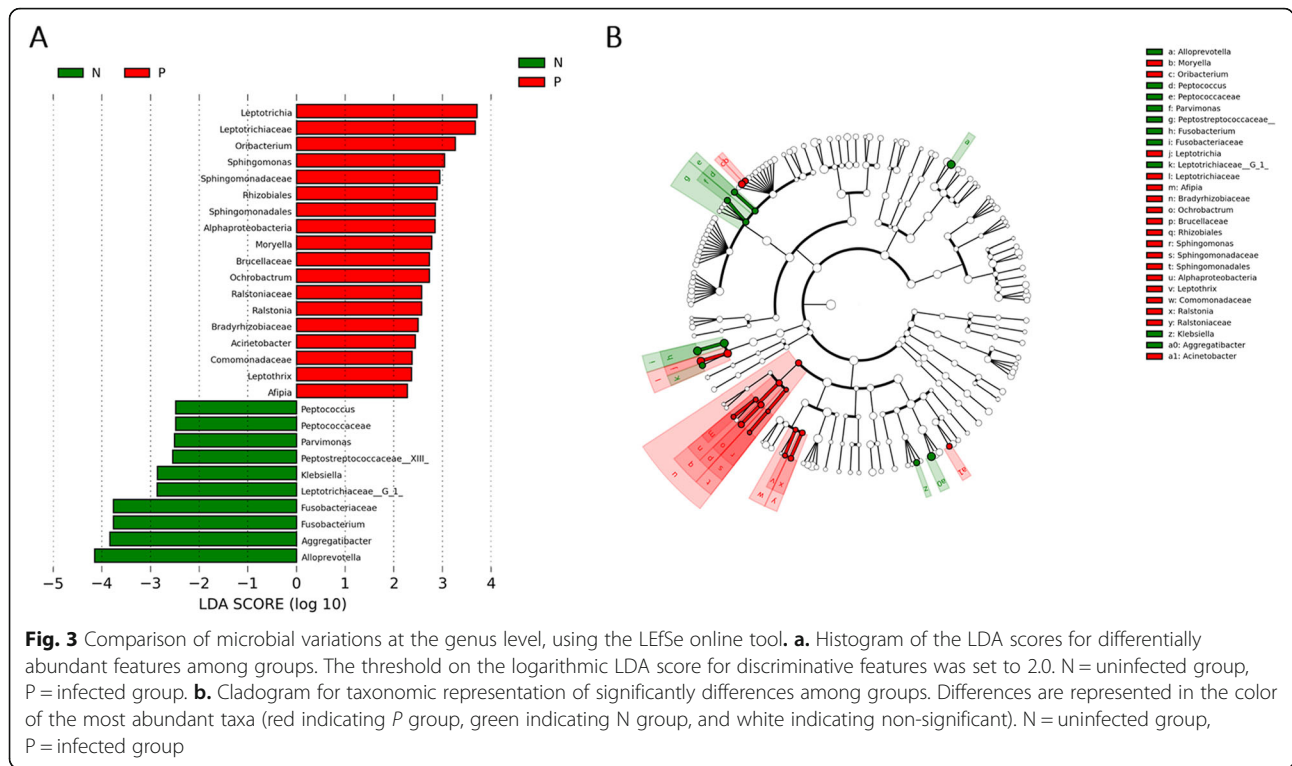 A
N
P
Leptotrichia
Leptotrichiaceae
Oribacterium
Sphingomonas
Sphingomonadaceae
Rhizobiales
Sphingomonadales
Alphaproteobacteria
Moryella
Brucellaceae
Ochrobactrum
Ralstoniaceae
Ralstonia
Bradyrhizobiaceae
Acinetobacter
Comomonadaceae
Leptothrix
Afipia
Peptococcus
Peptococcaceae
Parvimonas
Peptostreptococcaceae__XIII_
Klebsiella
Leptotrichiaceae__G_1_
Fusobacteriaceae
Fusobacterium
Aggregatibacter
Alloprevotella
−5 −4 −3 −2 −1 0 1 2 3 4
LDA SCORE (log 10)
B
N
P
a: Alloprevotella
b: Moryella
c: Oribacterium
d: Peptococcus
e: Peptococcaceae
f: Parvimonas
g: Peptostreptococcaceae__
h: Fusobacterium
i: Fusobacteriaceae
j: Leptotrichia
k: Leptotrichiaceae__G_1_
l: Leptotrichiaceae
m: Afipia
n: Bradyrhizobiaceae
o: Ochrobactrum
p: Brucellaceae
q: Rhizobiales
r: Sphingomonas
s: Sphingomonadaceae
t: Sphingomonadales
u: Alphaproteobacteria
v: Leptothrix
w: Comomonadaceae
x: Ralstonia
y: Ralstoniaceae
z: Klebsiella
a0: Aggregatibacter
a1: Acinetobacter
Fig. 3 Comparison of microbial variations at the genus level, using the LEfSe online tool. a. Histogram of the LDA scores for differentially
abundant features among groups. The threshold on the logarithmic LDA score for discriminative features was set to 2.0. N = uninfected group,
P = infected group. b. Cladogram for taxonomic representation of significantly differences among groups. Differences are represented in the color
of the most abundant taxa (red indicating P group, green indicating N group, and white indicating non-significant). N = uninfected group,
P = infected group